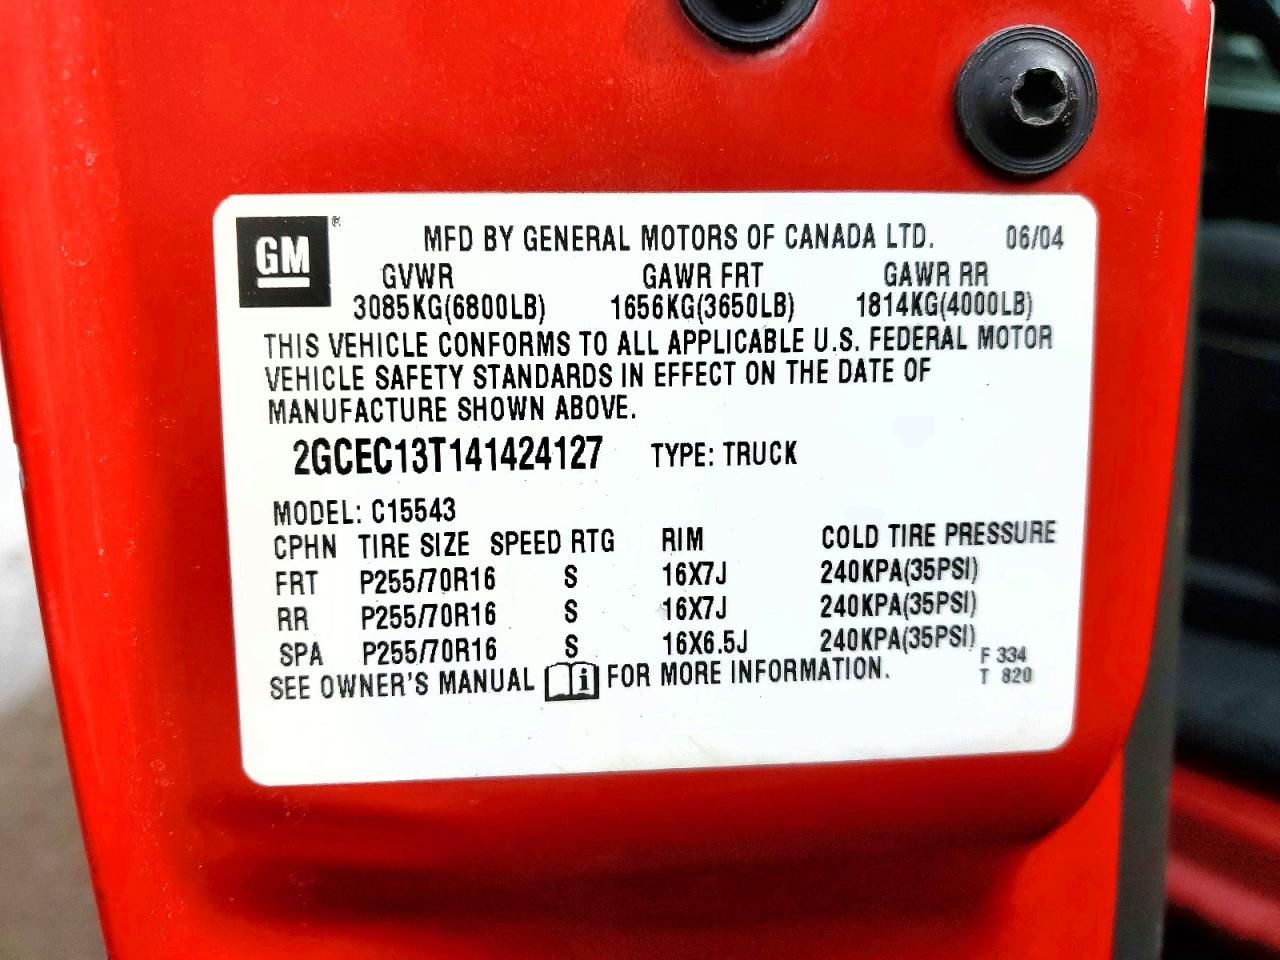 GM® MFD BY GENERAL MOTORS OF CANADA LTD. 06/04
GVWR GAWR FRT GAWR RR
3085KG(6800LB) 1656KG(3650LB) 1814KG(4000LB)
THIS VEHICLE CONFORMS TO ALL APPLICABLE U.S. FEDERAL MOTOR
VEHICLE SAFETY STANDARDS IN EFFECT ON THE DATE OF
MANUFACTURE SHOWN ABOVE.
2GCEC13T141424127 TYPE: TRUCK
MODEL: C15543
CPHN TIRE SIZE SPEED RTG RIM COLD TIRE PRESSURE
FRT P255/70R16 S 16X7J 240KPA(35PSI)
RR P255/70R16 S 16X7J 240KPA(35PSI)
SPA P255/70R16 S 16X6.5J 240KPA(35PSI)
SEE OWNER'S MANUAL i FOR MORE INFORMATION.
F 334
T 820